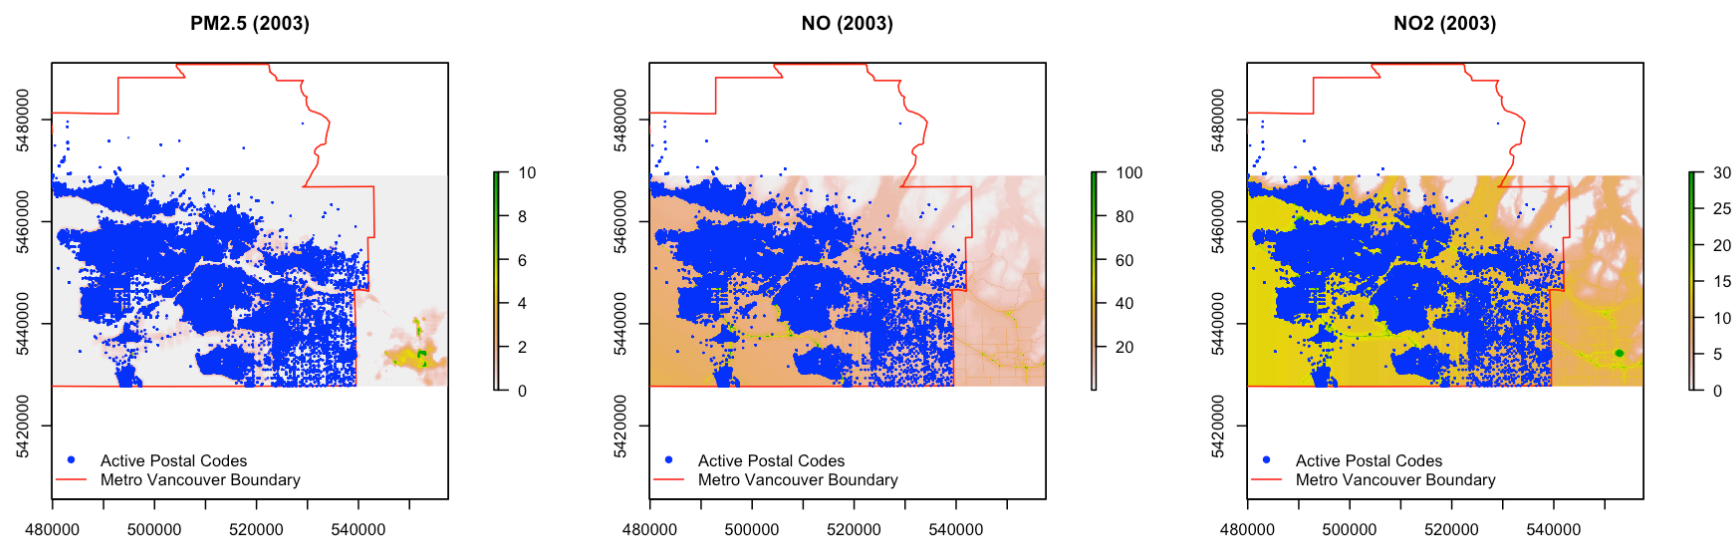 PM2.5 (2003)
5480000
5460000
5440000
5420000
480000 500000 520000 540000
10
8
6
4
2
0
Active Postal Codes
Metro Vancouver Boundary
NO (2003)
5480000
5460000
5440000
5420000
480000 500000 520000 540000
100
80
60
40
20
Active Postal Codes
Metro Vancouver Boundary
NO2 (2003)
5480000
5460000
5440000
5420000
480000 500000 520000 540000
30
25
20
15
10
5
0
Active Postal Codes
Metro Vancouver Boundary